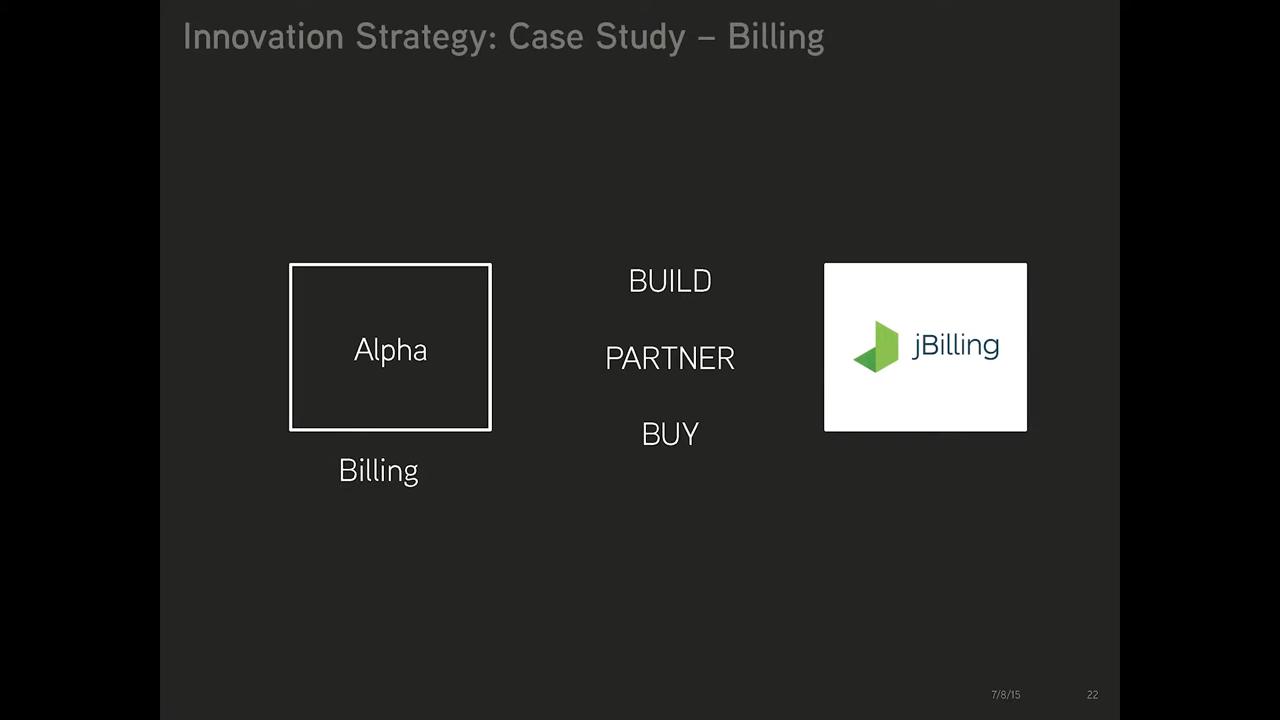 Innovation Strategy: Case Study – Billing
Alpha
Billing
BUILD
PARTNER
BUY
jBilling
7/8/15
22